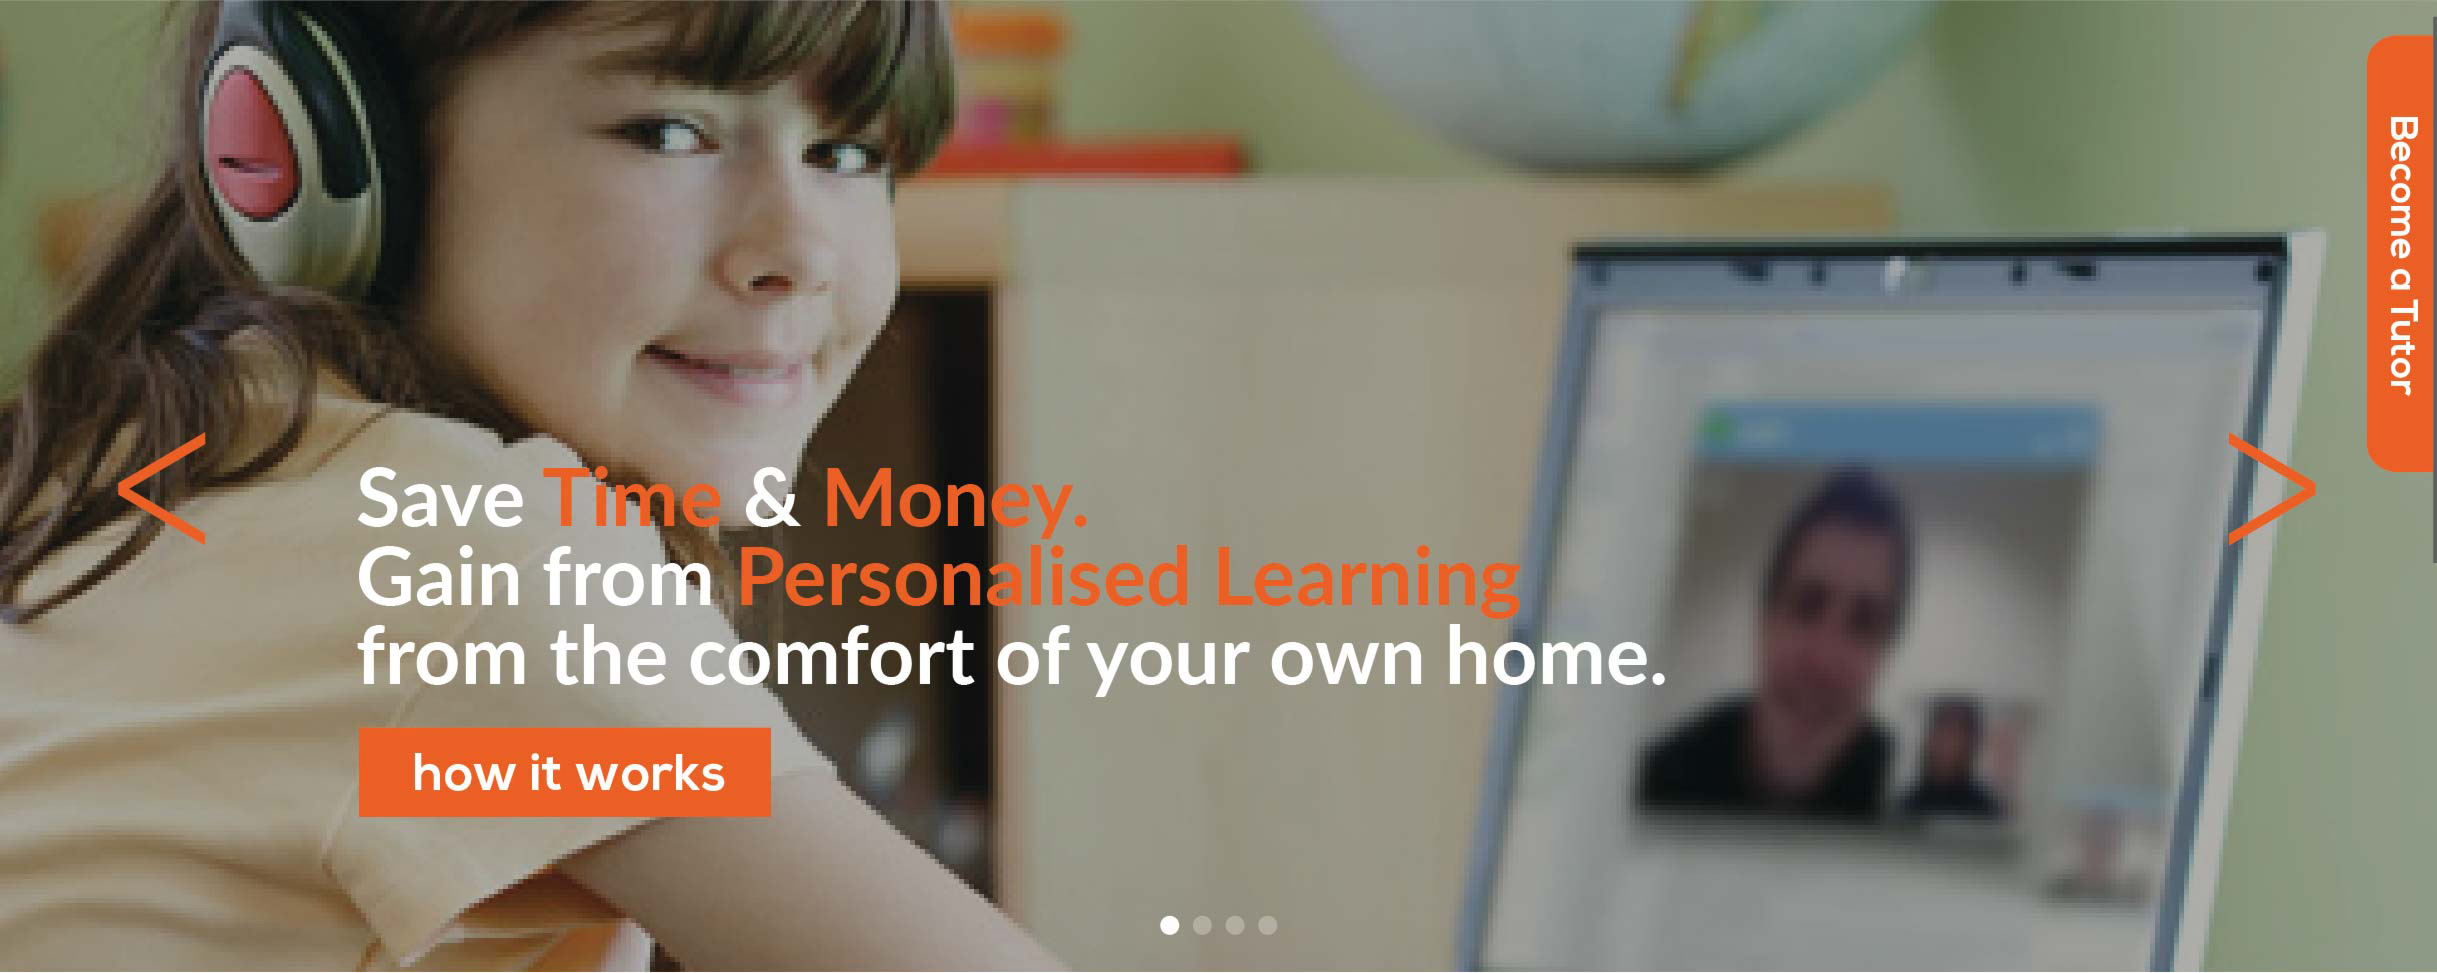 Become a Tutor
Save Time & Money.
Gain from Personalised Learning
from the comfort of your own home.
how it works